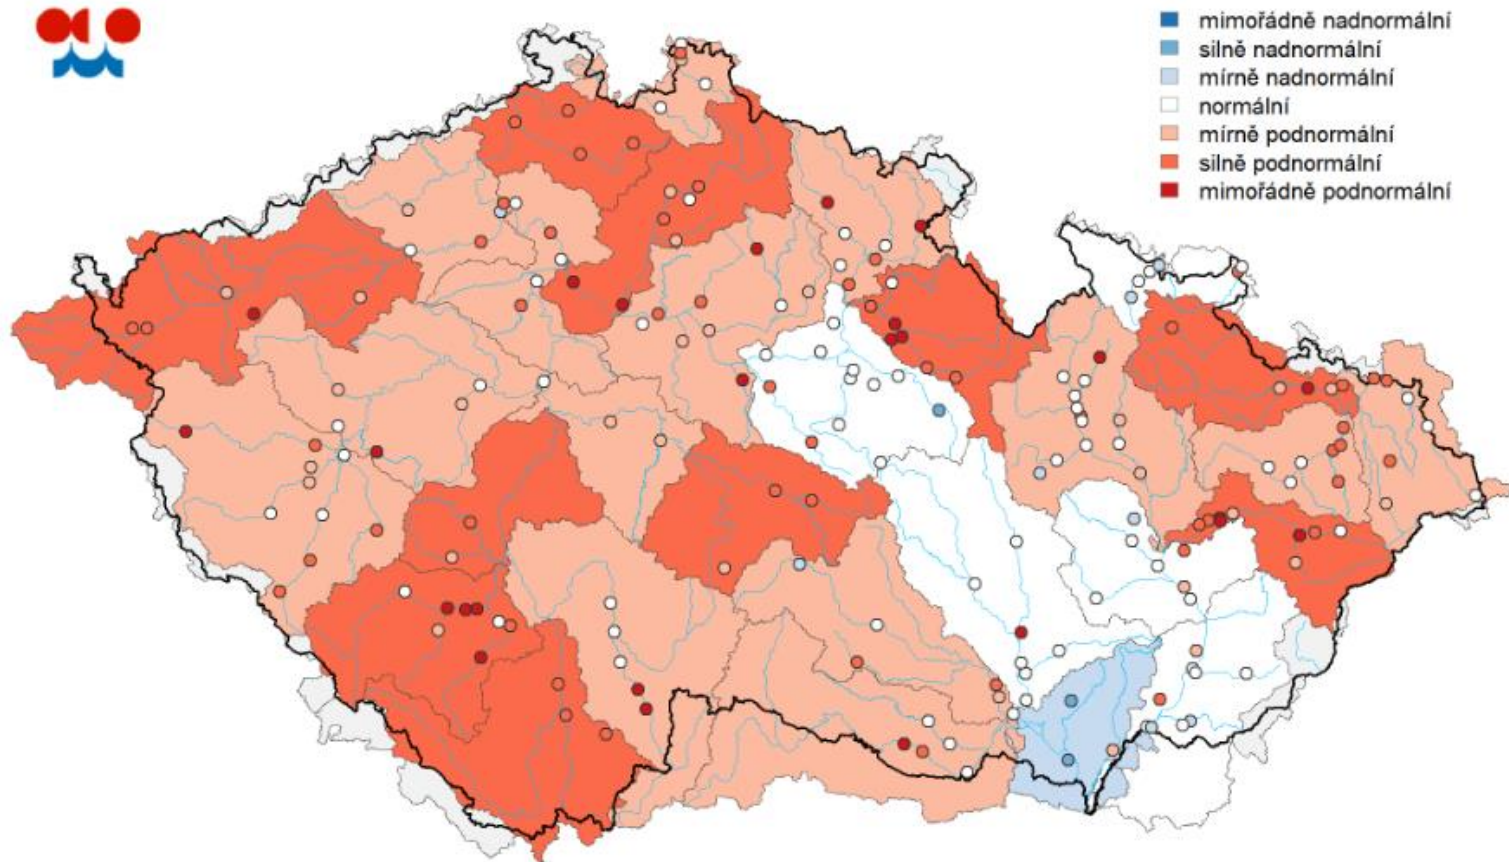 mimořádně nadnormální
silně nadnormální
mírně nadnormální
normální
mírně podnormální
silně podnormální
mimořádně podnormální